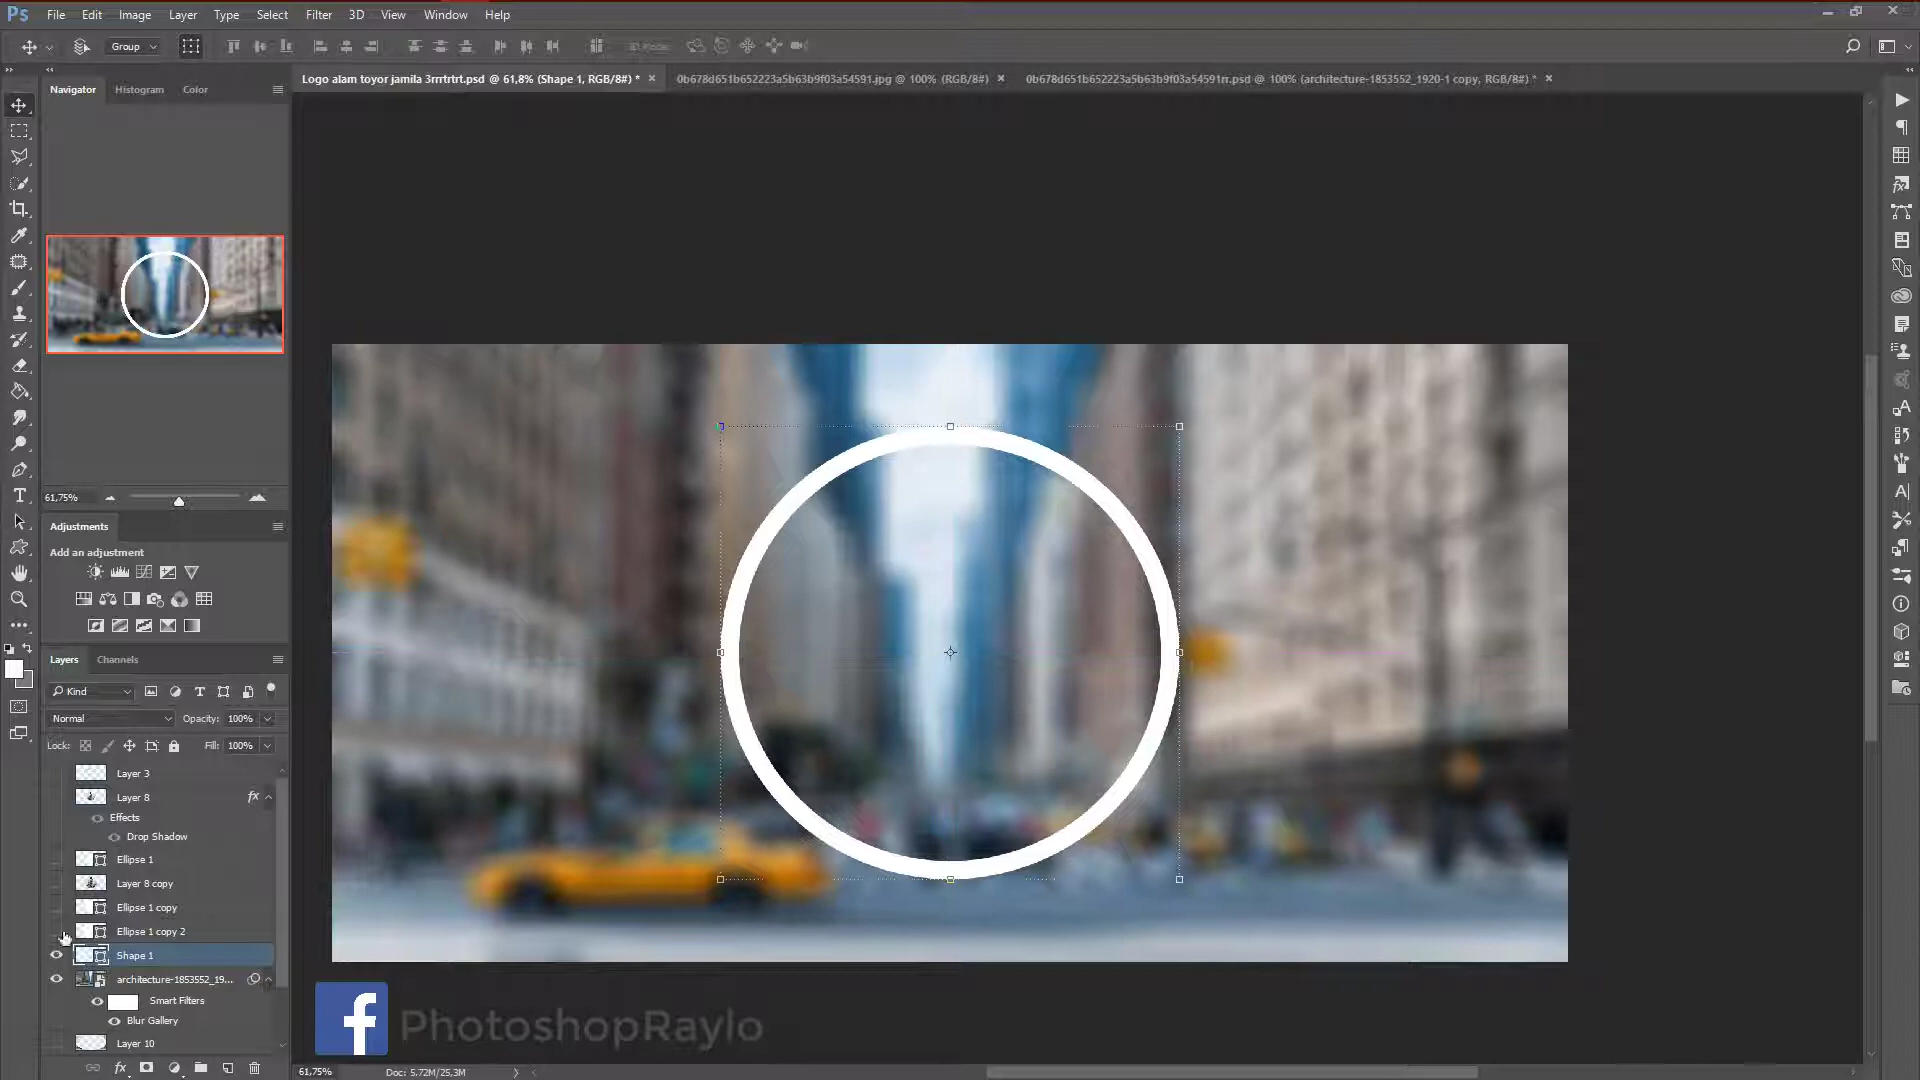 Ps File Edit Image Layer Type Select Filter 3D View Window Help
Group
Logo alam toyor jamila 3rrrtrtrt.psd @ 61,8% (Shape 1, RGB/8#) * × 0b678d651b652223a5b63b9f03a54591.jpg @ 100% (RGB/8#) × 0b678d651b652223a5b63b9f03a54591rr.psd @ 100% (architecture-1853552_1920-1 copy, RGB/8#) * ×
Navigator Histogram Color
61,75%
Adjustments
Add an adjustment
Layers Channels
Kind
Normal Opacity: 100%
Lock: Fill: 100%
Layer 3
Layer 8 fx
Effects
Drop Shadow
Ellipse 1
Layer 8 copy
Ellipse 1 copy
Ellipse 1 copy 2
Shape 1
architecture-1853552_19...
Smart Filters
Blur Gallery
Layer 10
fx
f PhotoshopRaylo
61,75% Doc: 5.72M/25,3M